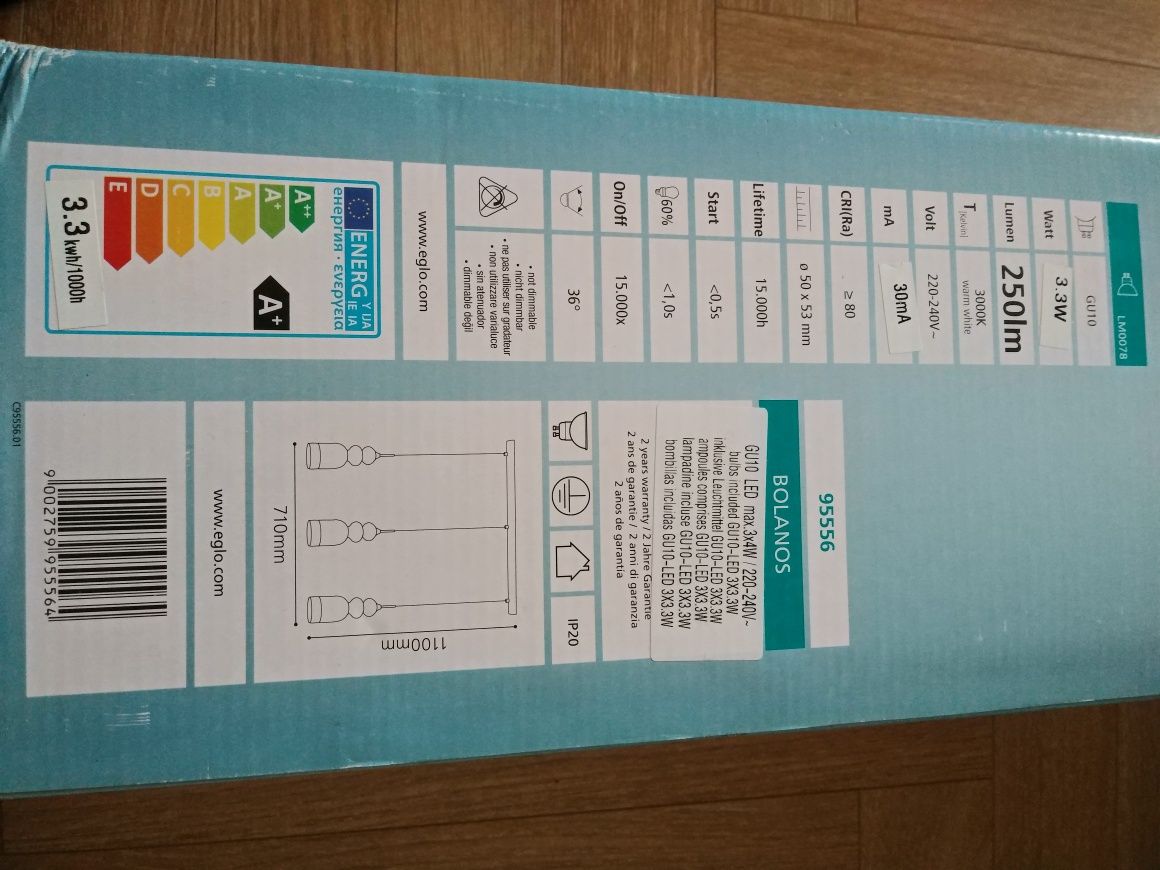 LM0078
GU10
Watt 3.3W
Lumen 250lm
T [Kelvin] 3000K
warm white
Volt 220-240V~
mA 30mA
CRI(Ra) ≥ 80
ø 50 x 53 mm
Lifetime 15.000h
Start <0,5s
60% <1,0s
On/Off 15.000x
36°
• not dimmable
• nicht dimmbar
• ne pas utiliser sur gradateur
• non utilizzare varialuce
• sin atenuador
• dimmable değil
www.eglo.com
ENERG Y IJA
IE IA
енергия · ενεργεια
A++
A+
A
B
C
D
E
A+
3.3 kwh/1000h
95556
BOLANOS
GU10 LED max.3x4W / 220-240V~
bulbs included GU10-LED 3X3.3W
inklusive Leuchtmittel GU10-LED 3X3.3W
ampoules comprises GU10-LED 3X3.3W
lampadine incluse GU10-LED 3X3.3W
bombillas incluidas GU10-LED 3X3.3W
2 years warranty / 2 Jahre Garantie
2 ans de garantie / 2 anni di garanzia
2 años de garantia
IP20
1100mm
710mm
www.eglo.com
9 002759 955564
C95556.01